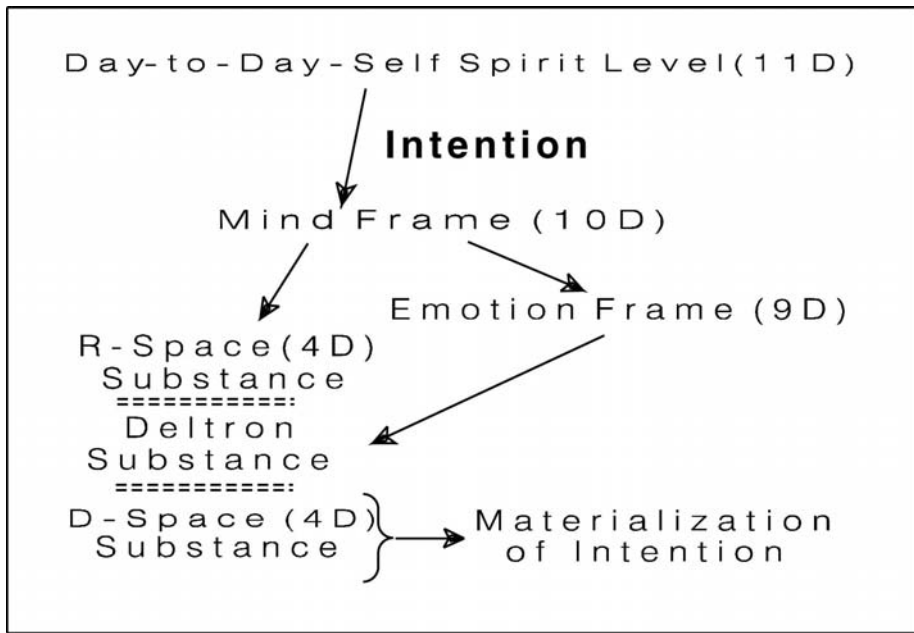 Day-to-Day-Self Spirit Level(11D)
Intention
Mind Frame (10D)
Emotion Frame (9D)
R-Space(4D)
Substance
===========
Deltron
Substance
===========
D-Space (4D)
Substance
Materialization
of Intention